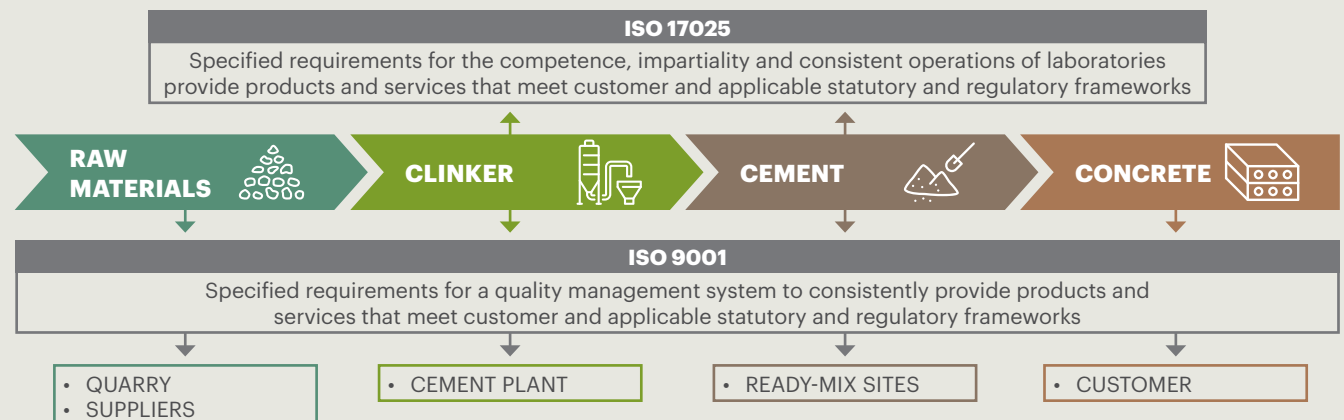 ISO 17025
Specified requirements for the competence, impartiality and consistent operations of laboratories
provide products and services that meet customer and applicable statutory and regulatory frameworks
RAW
MATERIALS
CLINKER
CEMENT
CONCRETE
ISO 9001
Specified requirements for a quality management system to consistently provide products and
services that meet customer and applicable statutory and regulatory frameworks
• QUARRY
• SUPPLIERS
• CEMENT PLANT
• READY-MIX SITES
• CUSTOMER